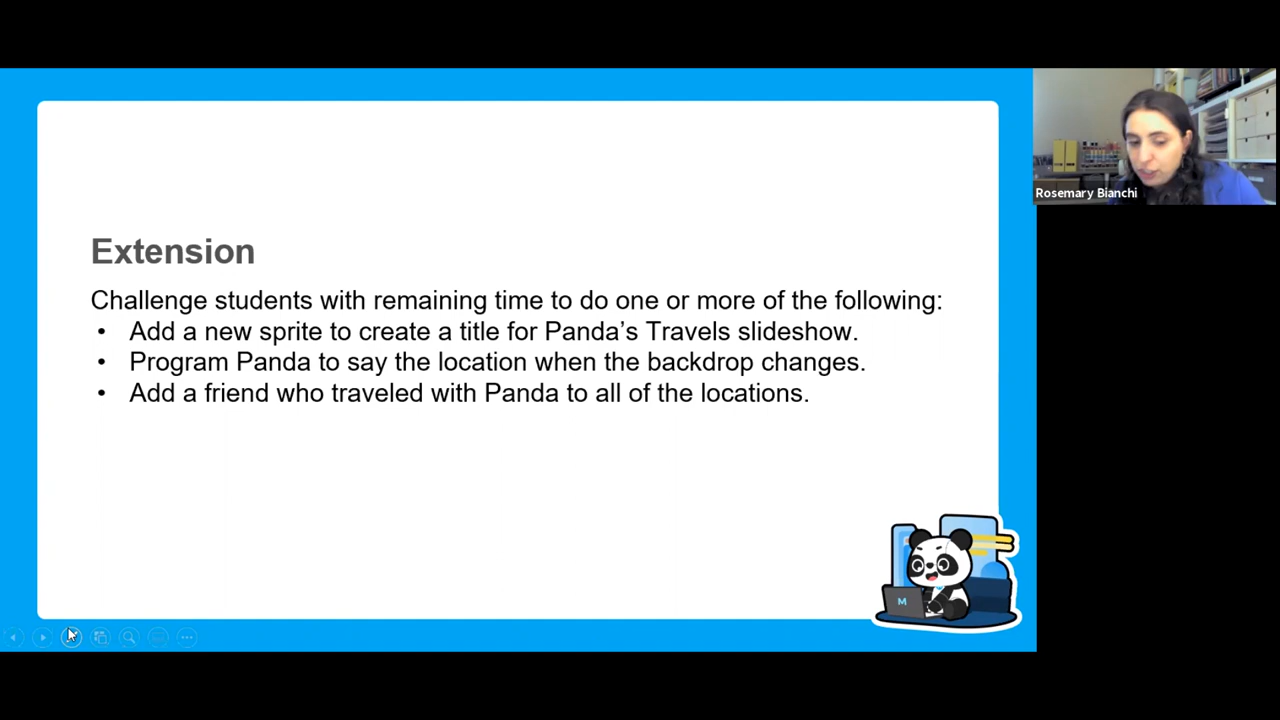 Extension
Challenge students with remaining time to do one or more of the following:
• Add a new sprite to create a title for Panda’s Travels slideshow.
• Program Panda to say the location when the backdrop changes.
• Add a friend who traveled with Panda to all of the locations.
M
Rosemary Bianchi